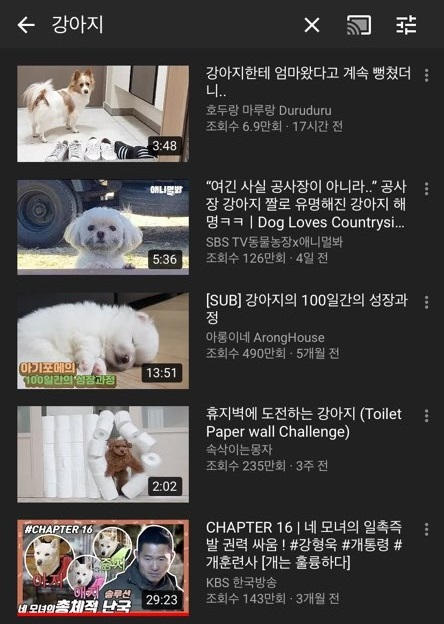 강아지
강아지한테 엄마왔다고 계속 뻥쳤더
니..
호두랑 마루랑 Duruduru
조회수 6.9만회 · 17시간 전
3:48
“여긴 사실 공사장이 아니라..” 공사
장 강아지 짤로 유명해진 강아지 해
명ㅋㅋㅣDog Loves Countrysi...
SBS TV동물농장x애니멀봐
조회수 126만회 · 4일 전
애니멀봐
5:36
[SUB] 강아지의 100일간의 성장과
정
아롱이네 ArongHouse
조회수 490만회 · 5개월 전
아기포메의
100일간의 성장과정
13:51
휴지벽에 도전하는 강아지 (Toilet
Paper wall Challenge)
속삭이는몽자
조회수 235만회 · 3주 전
2:02
CHAPTER 16 | 네 모녀의 일촉즉
발 권력 싸움 ! #강형욱 #개통령 #
개훈련사 [개는 훌륭하다]
KBS 한국방송
조회수 143만회 · 3개월 전
#CHAPTER 16
솔루션
네 모녀의 총체적 난국
29:23